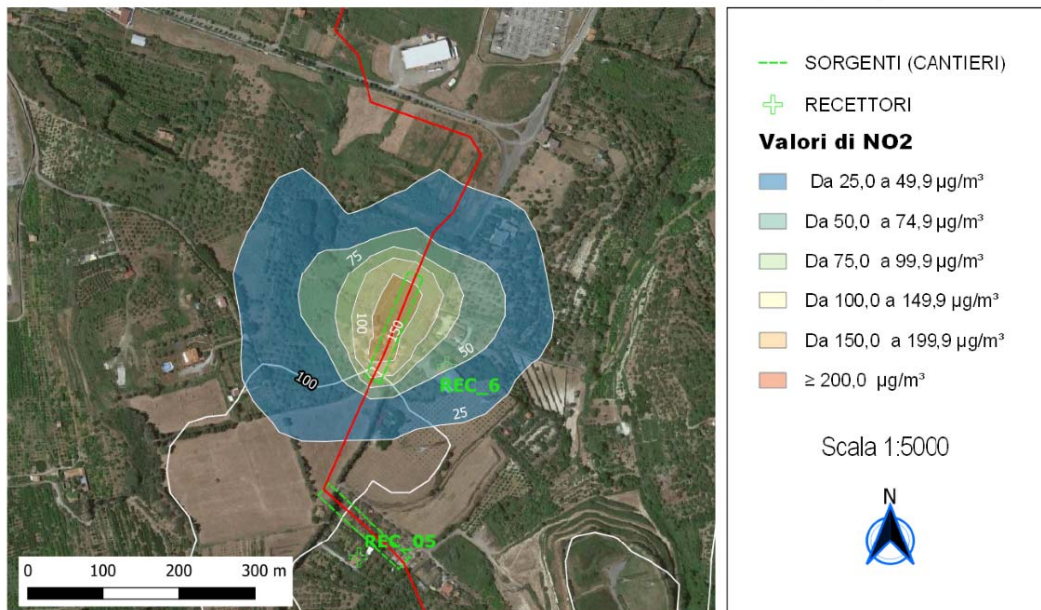 75
100
150
50
100
REC_6
25
REC_05
0 100 200 300 m
SORGENTI (CANTIERI)
RECETTORI
Valori di NO2
Da 25,0 a 49,9 µg/m³
Da 50,0 a 74,9 µg/m³
Da 75,0 a 99,9 µg/m³
Da 100,0 a 149,9 µg/m³
Da 150,0 a 199,9 µg/m³
≥ 200,0 µg/m³
Scala 1:5000
N